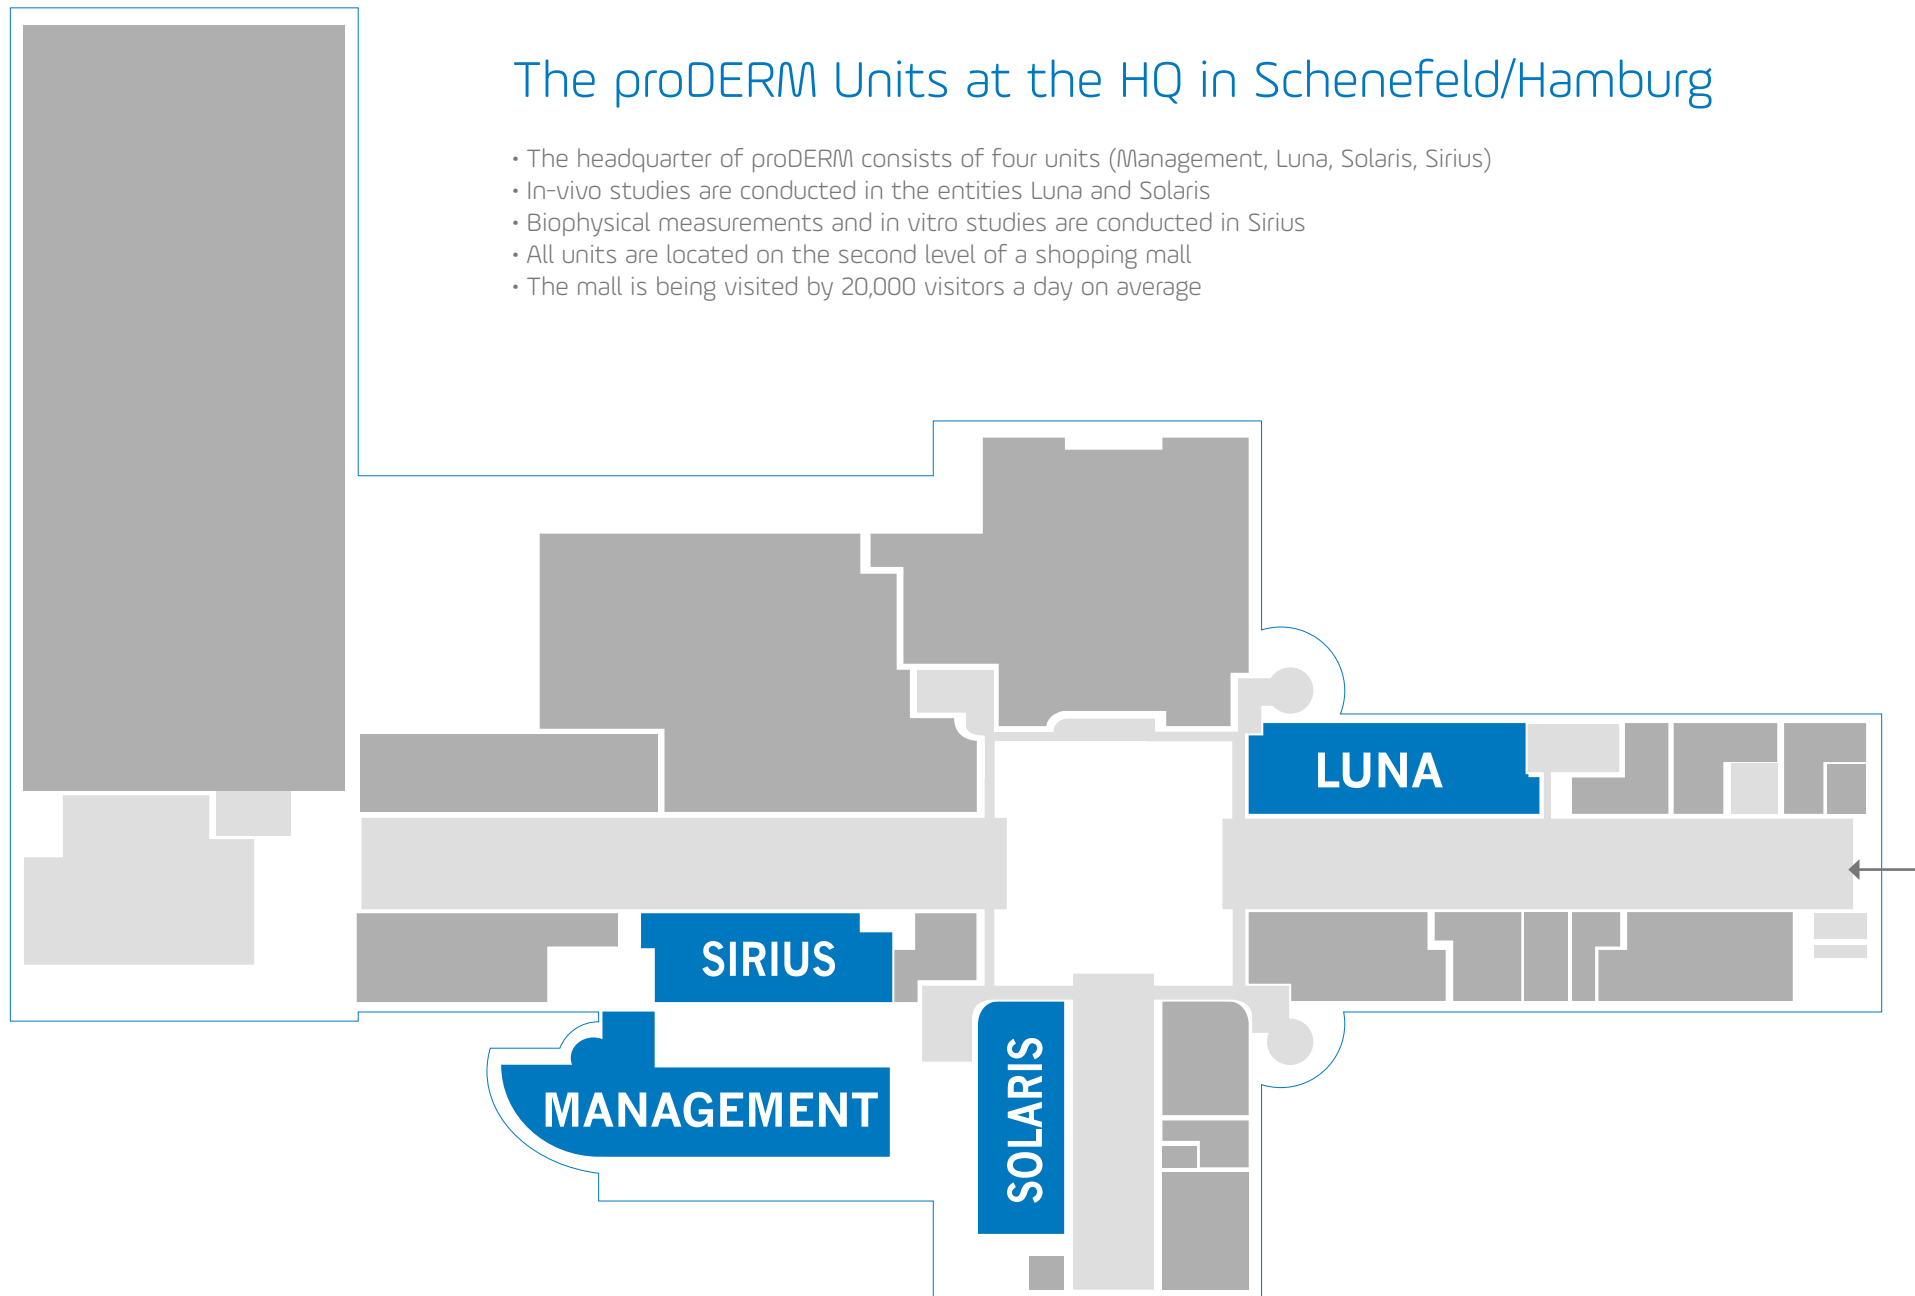 The proDERM Units at the HQ in Schenefeld/Hamburg
• The headquarter of proDERM consists of four units (Management, Luna, Solaris, Sirius)
• In-vivo studies are conducted in the entities Luna and Solaris
• Biophysical measurements and in vitro studies are conducted in Sirius
• All units are located on the second level of a shopping mall
• The mall is being visited by 20,000 visitors a day on average
LUNA
SIRIUS
MANAGEMENT
SOLARIS